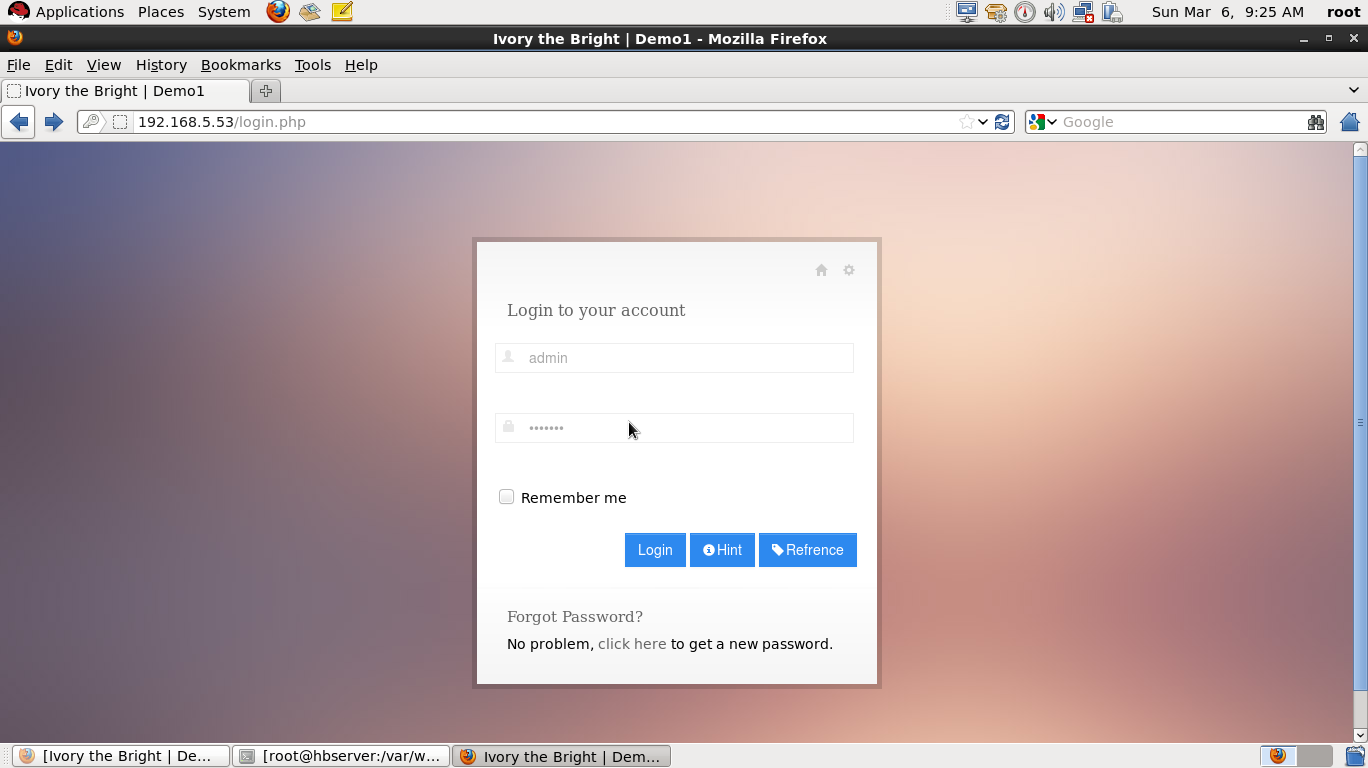 Applications Places System Sun Mar 6, 9:25 AM root
Ivory the Bright | Demo1 - Mozilla Firefox
File Edit View History Bookmarks Tools Help
Ivory the Bright | Demo1
192.168.5.53/login.php Google
Login to your account
admin
•••••••
Remember me
Login Hint Refrence
Forgot Password?
No problem, click here to get a new password.
[Ivory the Bright | De... [root@hbserver:/var/w... Ivory the Bright | Dem...